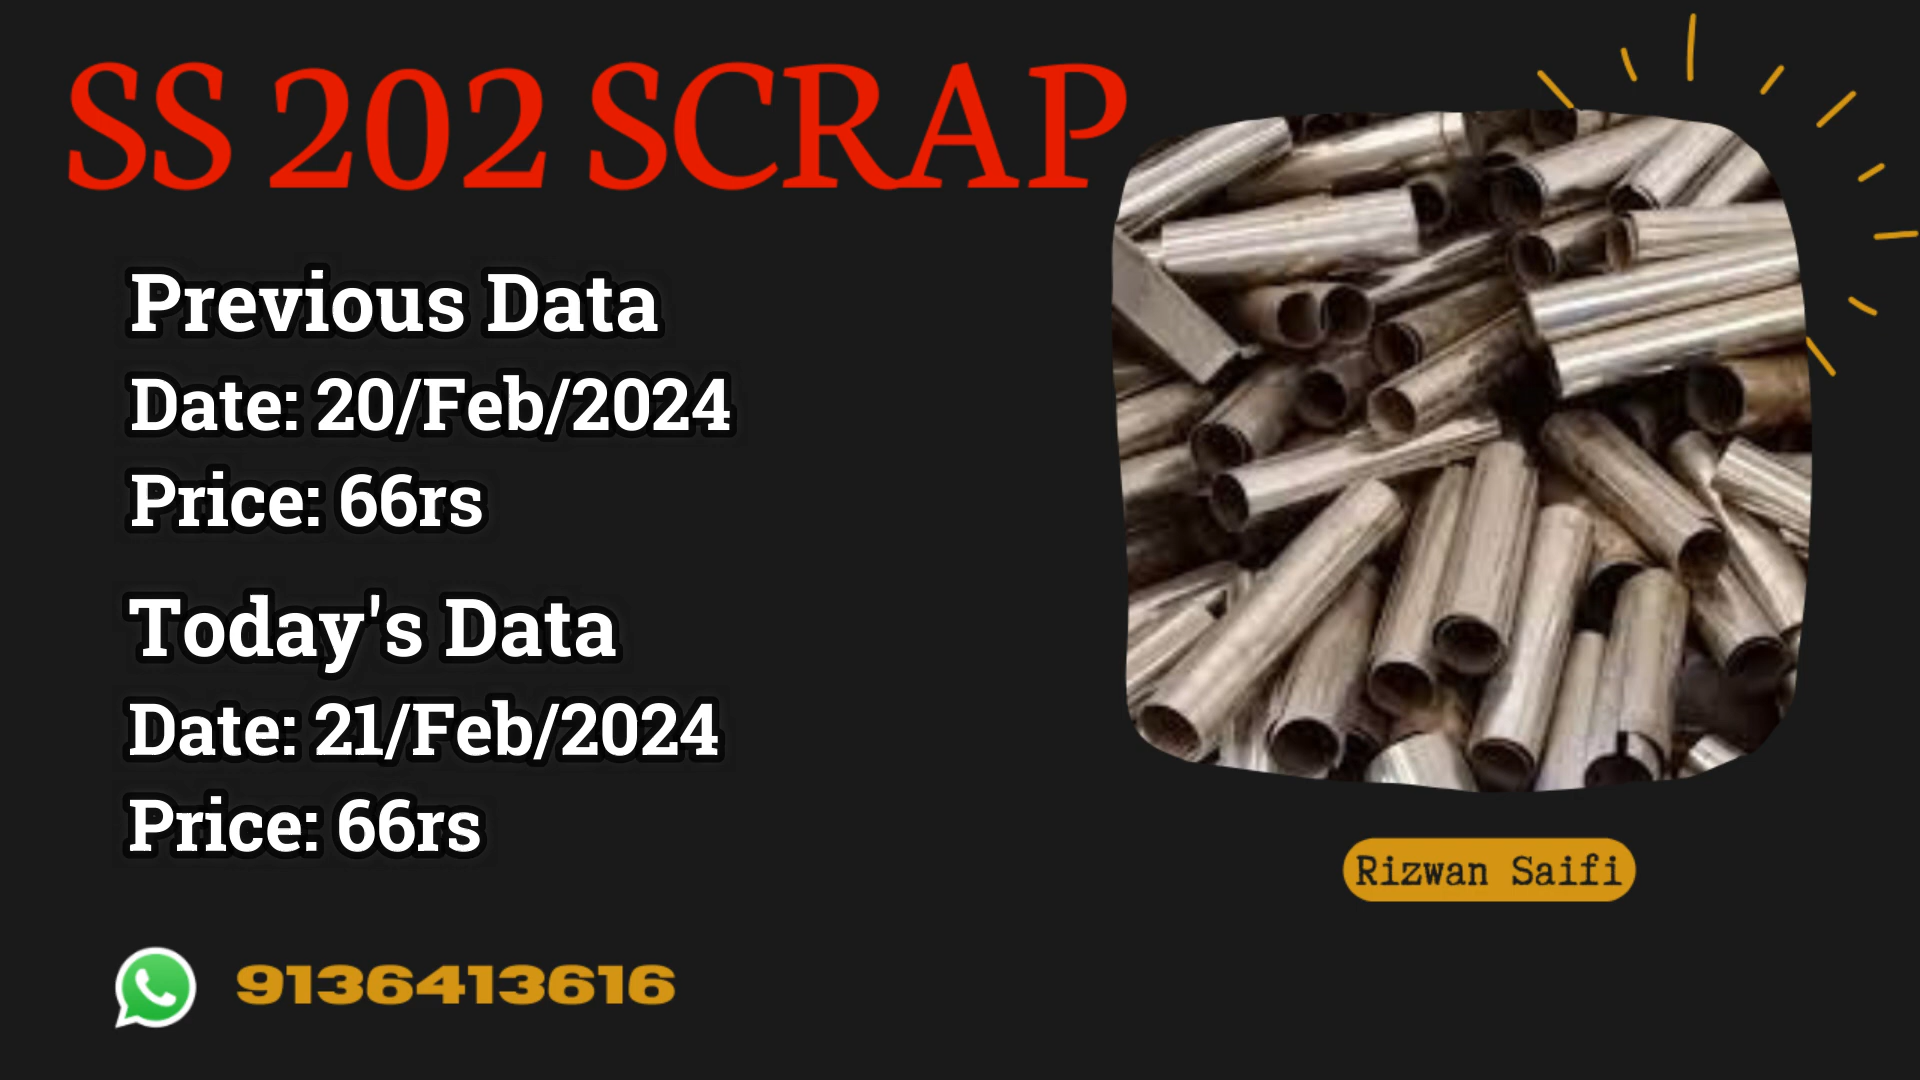 SS 202 SCRAP
Previous Data
Date: 20/Feb/2024
Price: 66rs
Today's Data
Date: 21/Feb/2024
Price: 66rs
Rizwan Saifi
9136413616